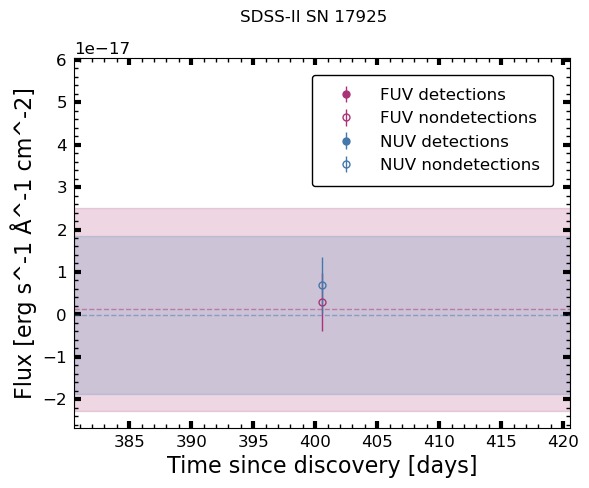 SDSS-II SN 17925
1e−17
6
5
4
3
2
1
0
−1
−2
Flux [erg s^-1 Å^-1 cm^-2]
FUV detections
FUV nondetections
NUV detections
NUV nondetections
385 390 395 400 405 410 415 420
Time since discovery [days]